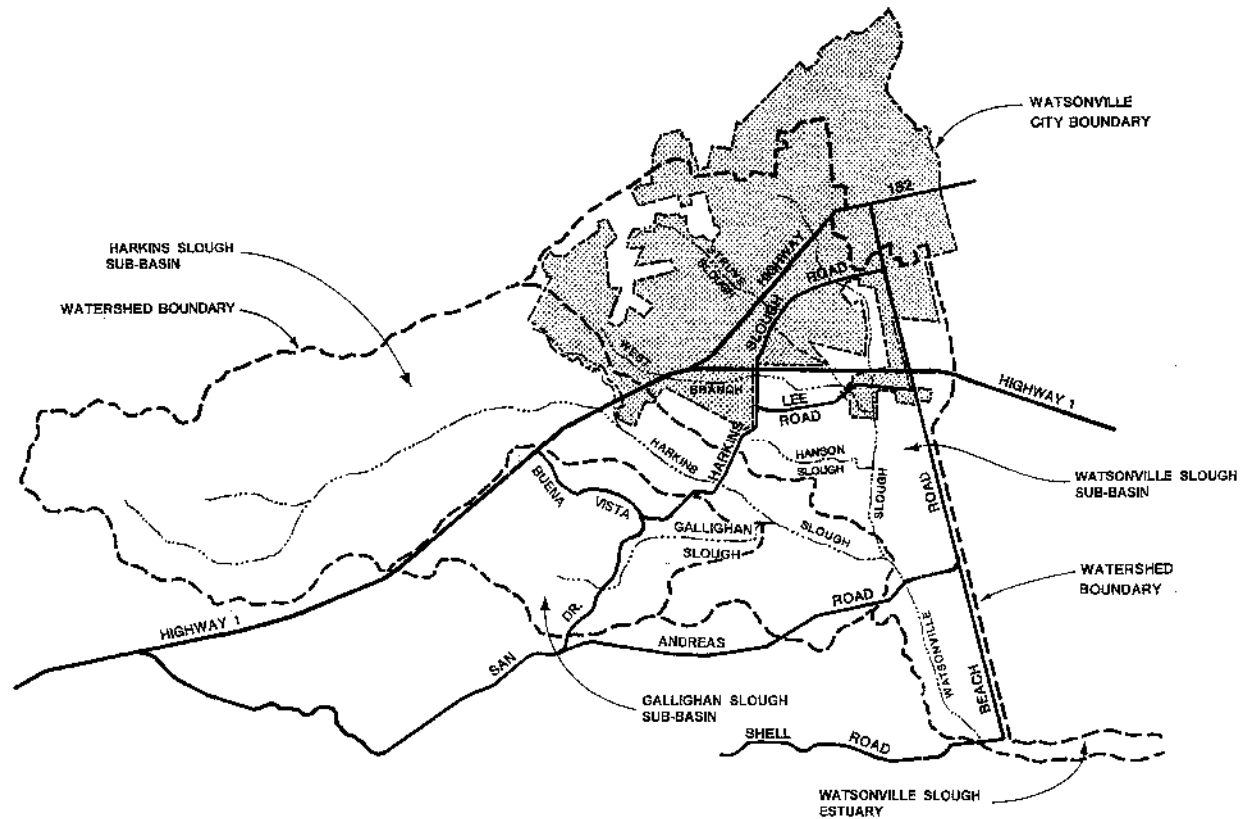 WATSONVILLE
CITY BOUNDARY
152
HARKINS SLOUGH
SUB-BASIN
WATERSHED BOUNDARY
STRUVE
SLOUGH
HIGHWAY
SLOUGH
ROAD
WEST
BRANCH
HIGHWAY 1
LEE
ROAD
HARKINS
HARKINS
HANSON
SLOUGH
SLOUGH
WATSONVILLE SLOUGH
SUB-BASIN
ROAD
BUENA
VISTA
GALLIGHAN
SLOUGH
SLOUGH
WATERSHED
BOUNDARY
HIGHWAY 1
DR.
ROAD
SAN
ANDREAS
WATSONVILLE
BEACH
GALLIGHAN SLOUGH
SUB-BASIN
SHELL
ROAD
WATSONVILLE SLOUGH
ESTUARY